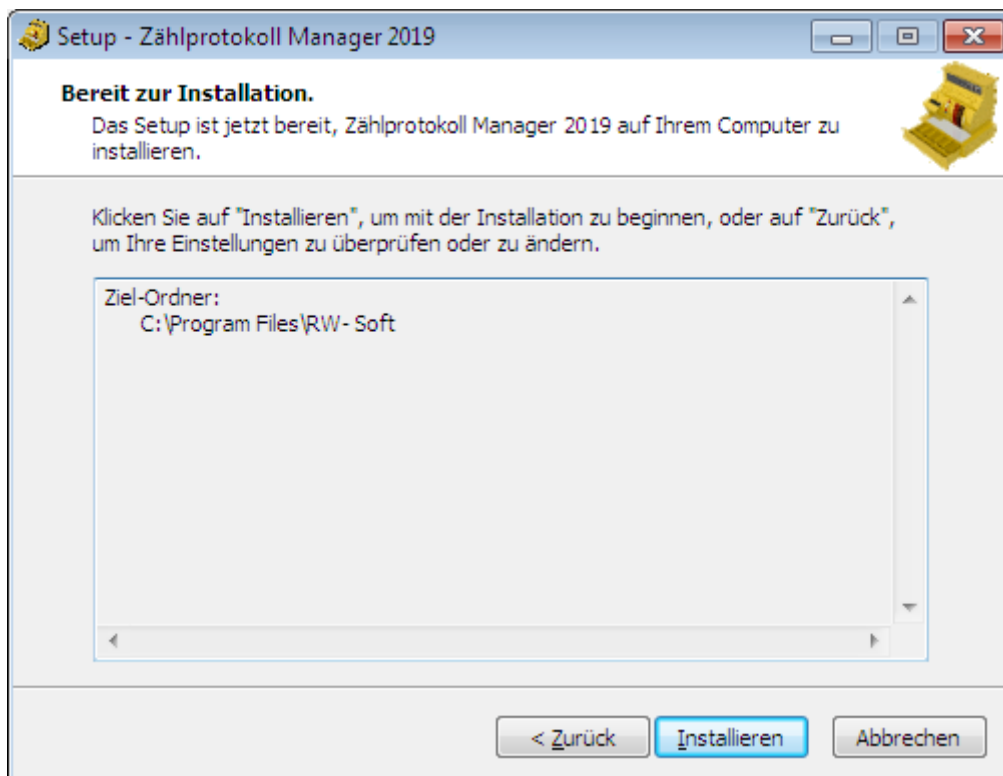 Setup - Zählprotokoll Manager 2019
Bereit zur Installation.
Das Setup ist jetzt bereit, Zählprotokoll Manager 2019 auf Ihrem Computer zu
installieren.
Klicken Sie auf "Installieren", um mit der Installation zu beginnen, oder auf "Zurück",
um Ihre Einstellungen zu überprüfen oder zu ändern.
Ziel-Ordner:
C:\Program Files\RW- Soft
< Zurück Installieren Abbrechen